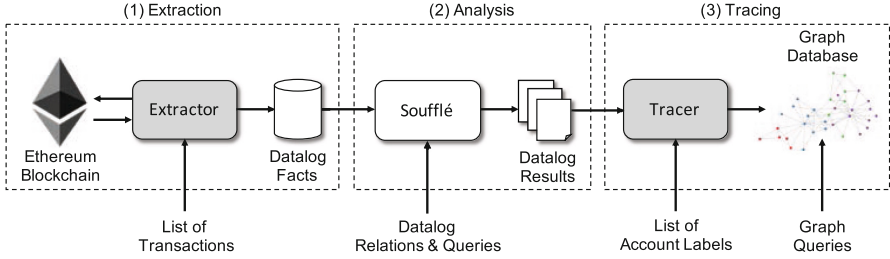 (1) Extraction
(2) Analysis
(3) Tracing
Ethereum
Blockchain
Extractor
Datalog
Facts
Soufflé
Datalog
Results
Tracer
Graph
Database
List of
Transactions
Datalog
Relations & Queries
List of
Account Labels
Graph
Queries